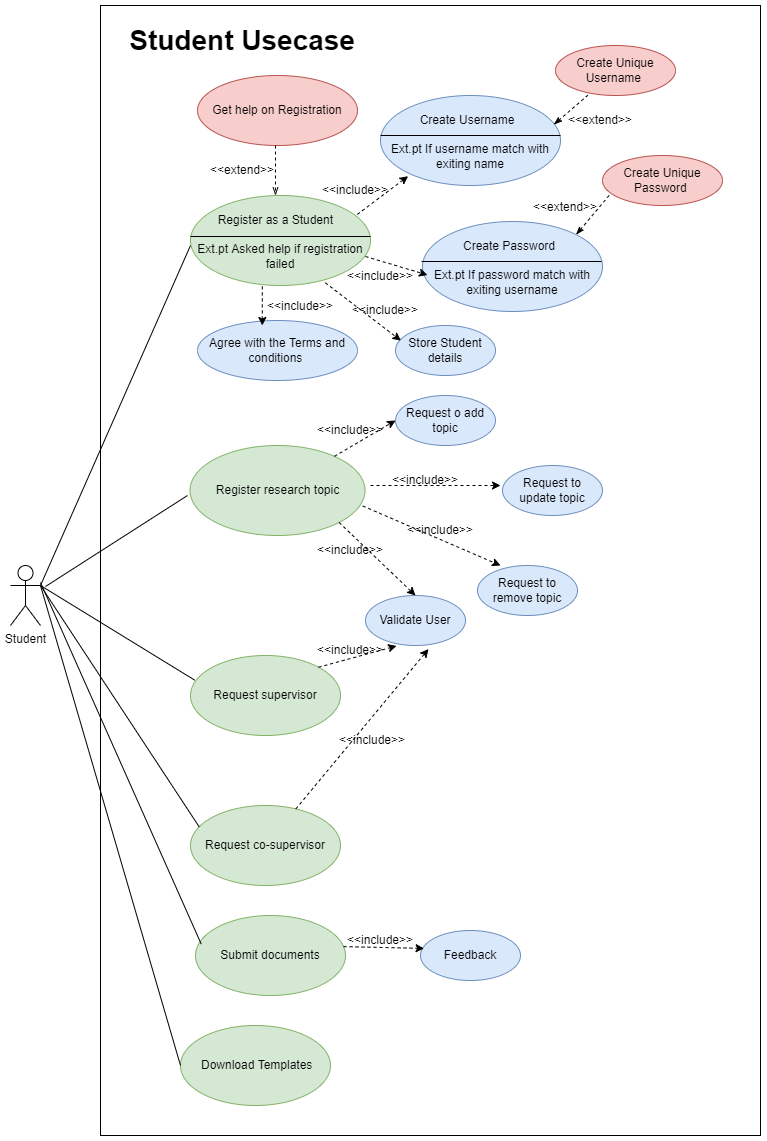 Student Usecase
Create Unique
Username
Get help on Registration
Create Username
<<extend>>
Ext.pt If username match with
exiting name
<<extend>>
Create Unique
Password
<<include>>
<<extend>>
Register as a Student
Ext.pt Asked help if registration
failed
Create Password
<<include>>
Ext.pt If password match with
exiting username
<<include>>
<<include>>
Agree with the Terms and
conditions
Store Student
details
Request o add
topic
<<include>>
Register research topic
<<include>>
Request to
update topic
<<include>>
<<include>>
Request to
remove topic
Student
Validate User
<<include>>
Request supervisor
<<include>>
Request co-supervisor
<<include>>
Submit documents
Feedback
Download Templates